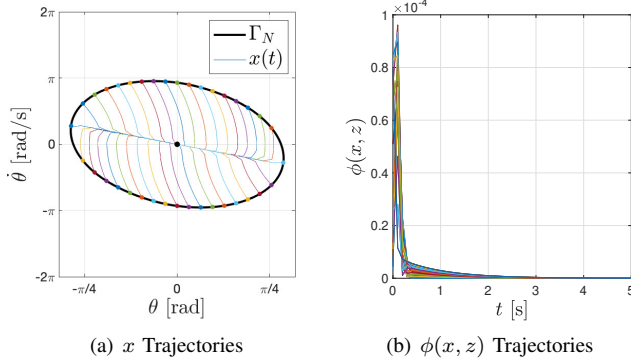 2π
π
0
-π
-2π
θ̇ [rad/s]
-π/4
0
π/4
θ [rad]
Γ_N
x(t)
(a) x Trajectories
×10⁻⁴
1
0.8
0.6
0.4
0.2
0
ϕ(x, z)
0
1
2
3
4
5
t [s]
(b) ϕ(x, z) Trajectories